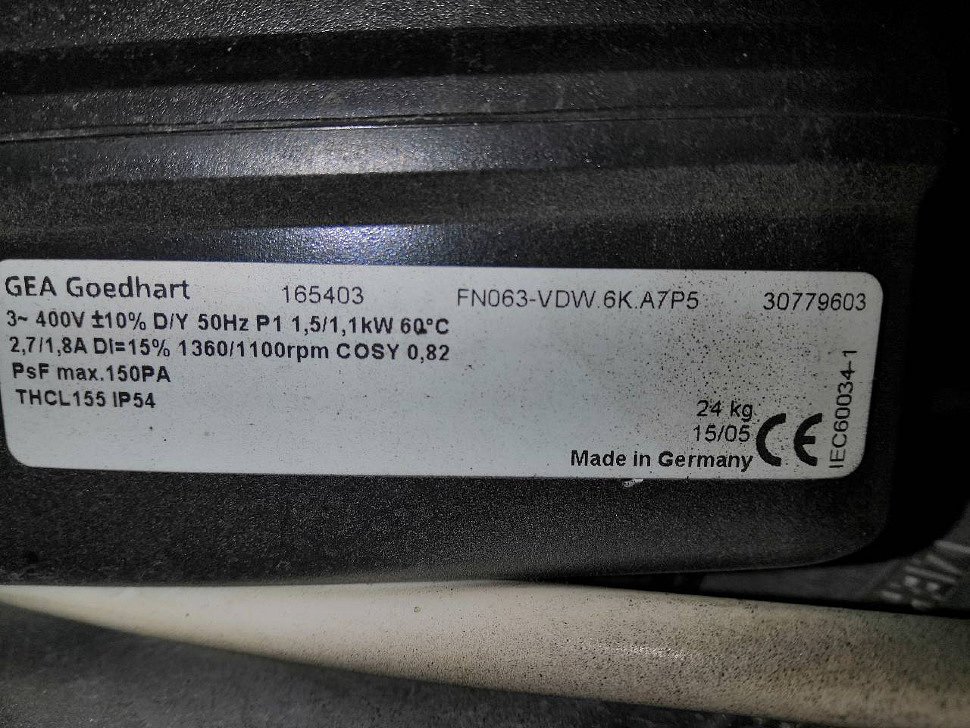 GEA Goedhart 165403 FN063-VDW.6K.A7P5 30779603
3~ 400V ±10% D/Y 50Hz P1 1,5/1,1kW 60°C
2,7/1,8A DI=15% 1360/1100rpm COSY 0,82
PsF max.150PA
THCL155 IP54
24 kg
15/05
Made in Germany
CE
IEC60034-1